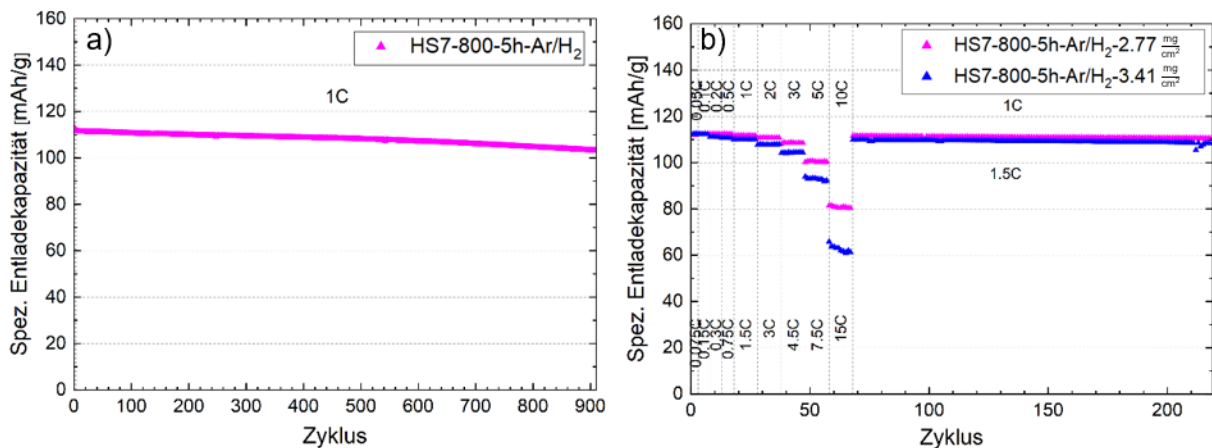 a)
HS7-800-5h-Ar/H₂
1C
Spez. Entladekapazität [mAh/g]
160
140
120
100
80
60
40
20
0
0 100 200 300 400 500 600 700 800 900
Zyklus
b)
HS7-800-5h-Ar/H₂-2.77 mg/cm²
HS7-800-5h-Ar/H₂-3.41 mg/cm²
0.05C 0.1C 0.2C 0.5C 1C 2C 3C 5C 10C
1C
1.5C
0.075C 0.15C 0.3C 0.75C 1.5C 3C 4.5C 7.5C 15C
Spez. Entladekapazität [mAh/g]
160
140
120
100
80
60
40
20
0
0 50 100 150 200
Zyklus